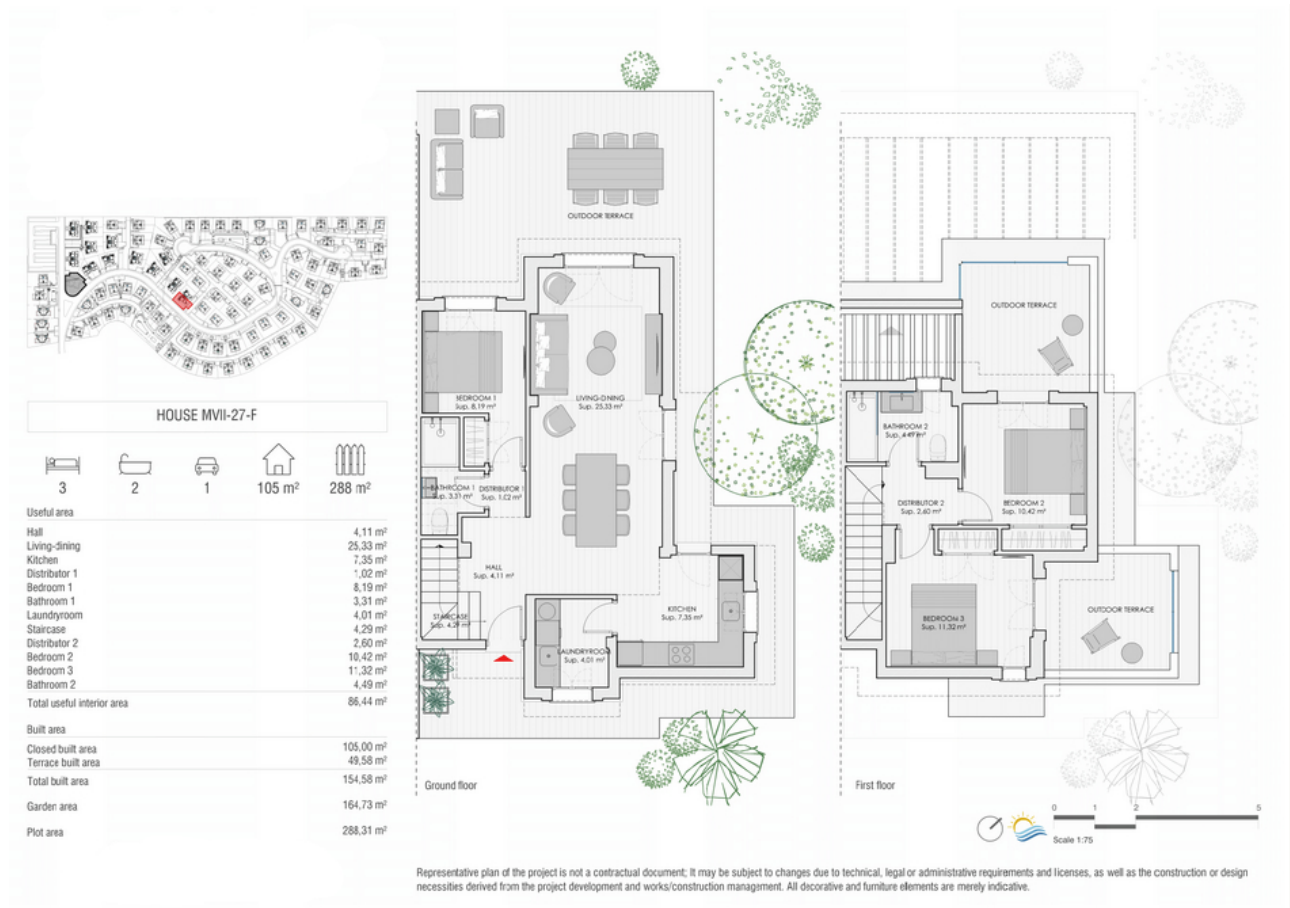 HOUSE MVII-27-F
3 2 1 105 m² 288 m²
Useful area
Hall 4,11 m²
Living-dining 25,33 m²
Kitchen 7,35 m²
Distributor 1 1,02 m²
Bedroom 1 8,19 m²
Bathroom 1 3,31 m²
Laundryroom 4,01 m²
Staircase 4,29 m²
Distributor 2 2,60 m²
Bedroom 2 10,42 m²
Bedroom 3 11,32 m²
Bathroom 2 4,49 m²
Total useful interior area 86,44 m²
Built area
Closed built area 105,00 m²
Terrace built area 49,58 m²
Total built area 154,58 m²
Garden area 164,73 m²
Plot area 288,31 m²
OUTDOOR TERRACE
BEDROOM 1
Sup. 8,19 m²
LIVING-DINING
Sup. 25,33 m²
BATHROOM 1
Sup. 3,31 m²
DISTRIBUTOR 1
Sup. 1,02 m²
HALL
Sup. 4,11 m²
STAIRCASE
Sup. 4,29 m²
KITCHEN
Sup. 7,35 m²
LAUNDRYROOM
Sup. 4,01 m²
Ground floor
OUTDOOR TERRACE
BATHROOM 2
Sup. 4,49 m²
DISTRIBUTOR 2
Sup. 2,60 m²
BEDROOM 2
Sup. 10,42 m²
BEDROOM 3
Sup. 11,32 m²
OUTDOOR TERRACE
First floor
0 1 2 5
Scale 1:75
Representative plan of the project is not a contractual document; It may be subject to changes due to technical, legal or administrative requirements and licenses, as well as the construction or design
necessities derived from the project development and works/construction management. All decorative and furniture elements are merely indicative.